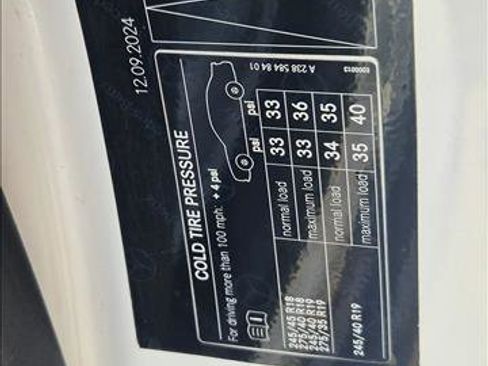 12.09.2024
COLD TIRE PRESSURE
For driving more than 100 mph: + 4 psi
psi psi
245/45 R18
275/40 R18
245/40 R19
275/35 R19
normal load 33 33
maximum load 33 36
245/40 R19
normal load 34 35
maximum load 35 40
A 238 584 84 01